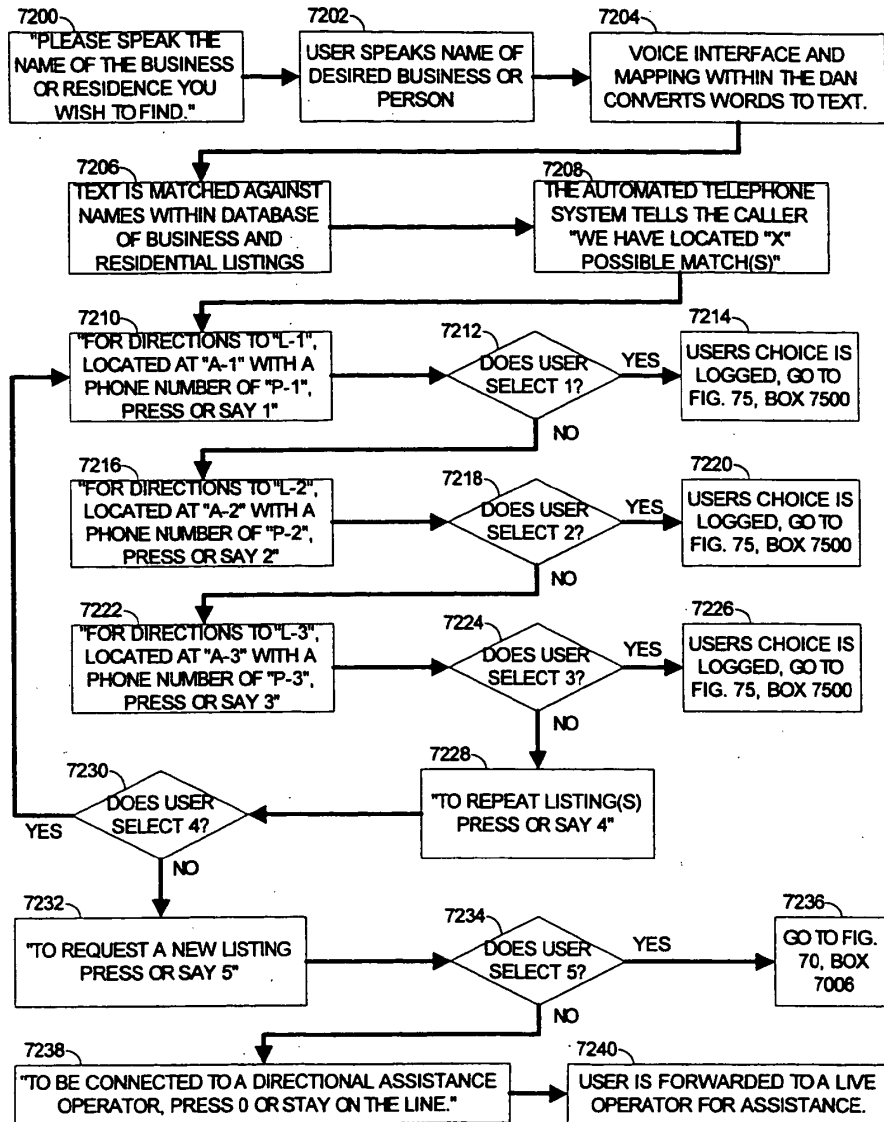 7200
"PLEASE SPEAK THE
NAME OF THE BUSINESS
OR RESIDENCE YOU
WISH TO FIND."
7202
USER SPEAKS NAME OF
DESIRED BUSINESS OR
PERSON
7204
VOICE INTERFACE AND
MAPPING WITHIN THE DAN
CONVERTS WORDS TO TEXT.
7206
TEXT IS MATCHED AGAINST
NAMES WITHIN DATABASE
OF BUSINESS AND
RESIDENTIAL LISTINGS
7208
THE AUTOMATED TELEPHONE
SYSTEM TELLS THE CALLER
"WE HAVE LOCATED "X"
POSSIBLE MATCH(S)"
7210
"FOR DIRECTIONS TO "L-1",
LOCATED AT "A-1" WITH A
PHONE NUMBER OF "P-1",
PRESS OR SAY 1"
7212
DOES USER
SELECT 1?
YES
NO
7214
USERS CHOICE IS
LOGGED, GO TO
FIG. 75, BOX 7500
7216
"FOR DIRECTIONS TO "L-2",
LOCATED AT "A-2" WITH A
PHONE NUMBER OF "P-2",
PRESS OR SAY 2"
7218
DOES USER
SELECT 2?
YES
NO
7220
USERS CHOICE IS
LOGGED, GO TO
FIG. 75, BOX 7500
7222
"FOR DIRECTIONS TO "L-3",
LOCATED AT "A-3" WITH A
PHONE NUMBER OF "P-3",
PRESS OR SAY 3"
7224
DOES USER
SELECT 3?
YES
NO
7226
USERS CHOICE IS
LOGGED, GO TO
FIG. 75, BOX 7500
7228
"TO REPEAT LISTING(S)
PRESS OR SAY 4"
7230
DOES USER
SELECT 4?
YES
NO
7232
"TO REQUEST A NEW LISTING
PRESS OR SAY 5"
7234
DOES USER
SELECT 5?
YES
NO
7236
GO TO FIG.
70, BOX
7006
7238
"TO BE CONNECTED TO A DIRECTIONAL ASSISTANCE
OPERATOR, PRESS 0 OR STAY ON THE LINE."
7240
USER IS FORWARDED TO A LIVE
OPERATOR FOR ASSISTANCE.